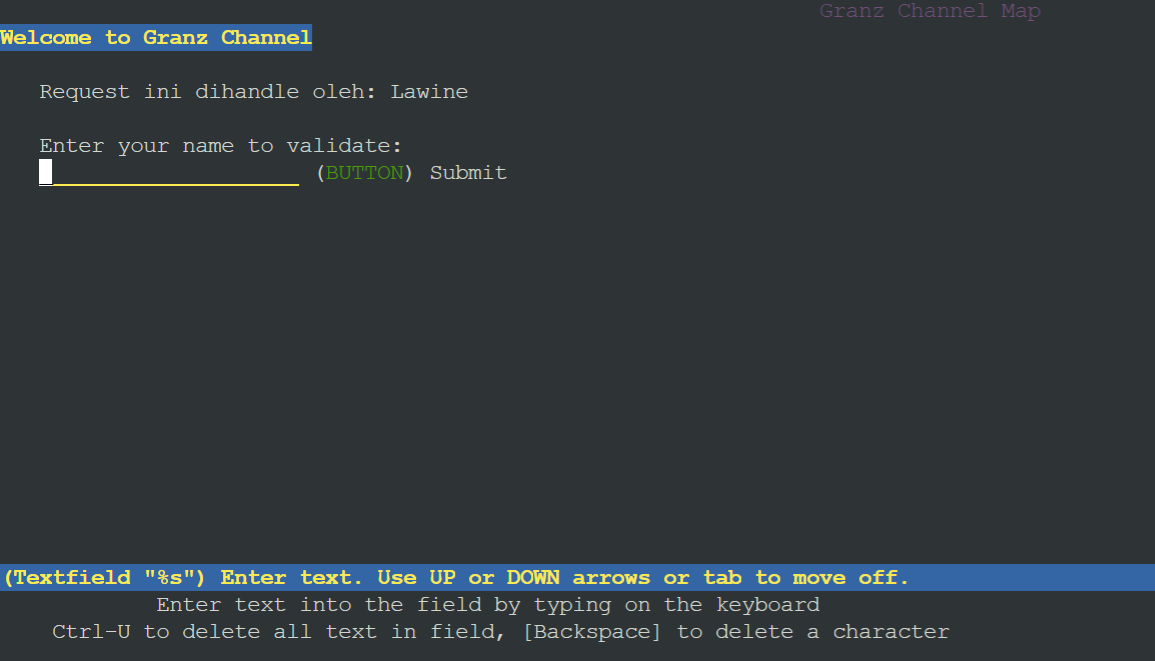 Granz Channel Map
Welcome to Granz Channel
Request ini dihandle oleh: Lawine
Enter your name to validate:
(BUTTON) Submit
(Textfield "%s") Enter text. Use UP or DOWN arrows or tab to move off.
Enter text into the field by typing on the keyboard
Ctrl-U to delete all text in field, [Backspace] to delete a character